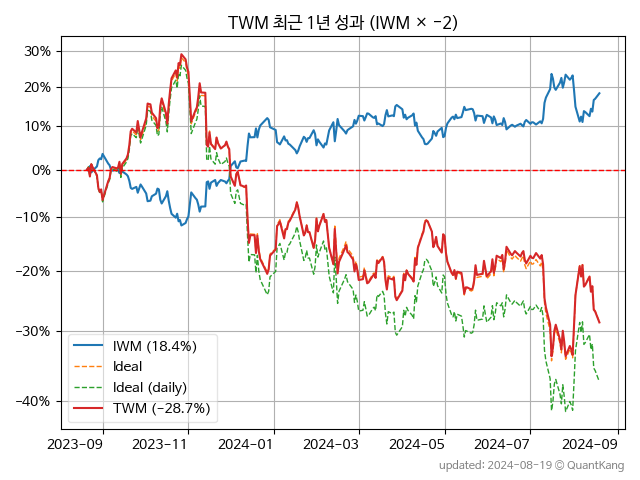 TWM 최근 1년 성과 (IWM × −2)
30%
20%
10%
0%
−10%
−20%
−30%
−40%
IWM (18.4%)
Ideal
Ideal (daily)
TWM (−28.7%)
2023−09
2023−11
2024−01
2024−03
2024−05
2024−07
2024−09
updated: 2024−08−19 © QuantKang